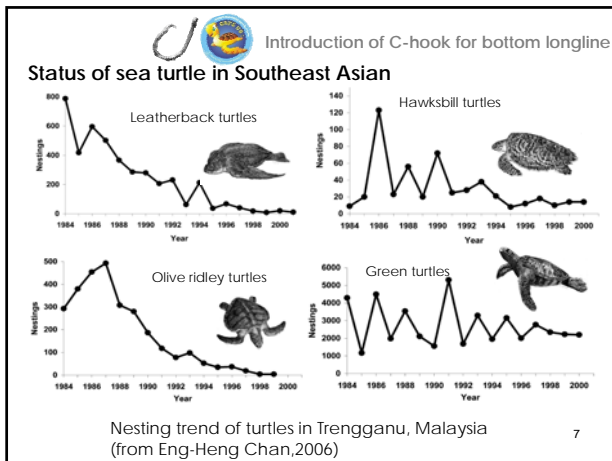 Introduction of C-hook for bottom longline
Status of sea turtle in Southeast Asian
Leatherback turtles
Nestings
800
600
400
200
0
1984 1986 1988 1990 1992 1994 1996 1998 2000
Year
Hawksbill turtles
Nestings
140
120
100
80
60
40
20
0
1984 1986 1988 1990 1992 1994 1996 1998 2000
Year
Olive ridley turtles
Nestings
500
400
300
200
100
0
1984 1986 1988 1990 1992 1994 1996 1998 2000
Year
Green turtles
Nestings
6000
5000
4000
3000
2000
1000
0
1984 1986 1988 1990 1992 1994 1996 1998 2000
Year
Nesting trend of turtles in Trengganu, Malaysia
(from Eng-Heng Chan,2006)
7